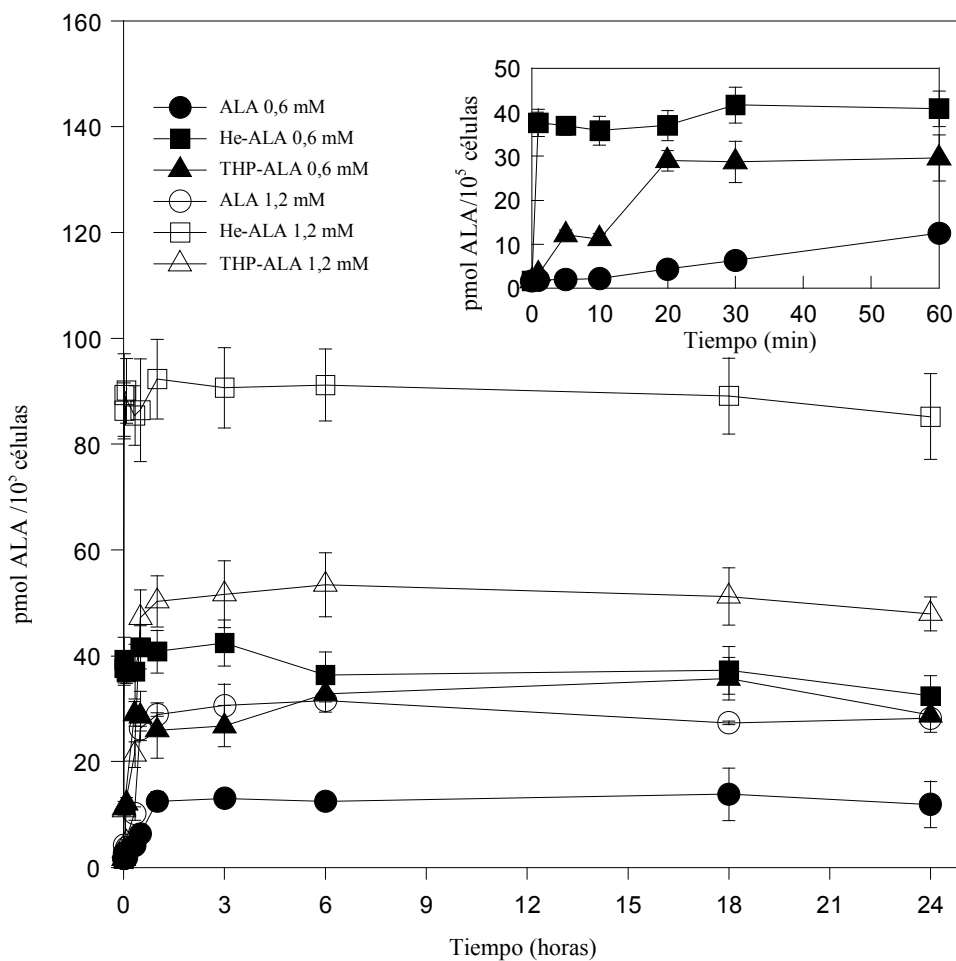 160
140
120
100
80
60
40
20
0
pmol ALA /10⁵ células
ALA 0,6 mM
He-ALA 0,6 mM
THP-ALA 0,6 mM
ALA 1,2 mM
He-ALA 1,2 mM
THP-ALA 1,2 mM
50
40
30
20
10
0
pmol ALA/10⁵ células
0 10 20 30 40 50 60
Tiempo (min)
0 3 6 9 12 15 18 21 24
Tiempo (horas)